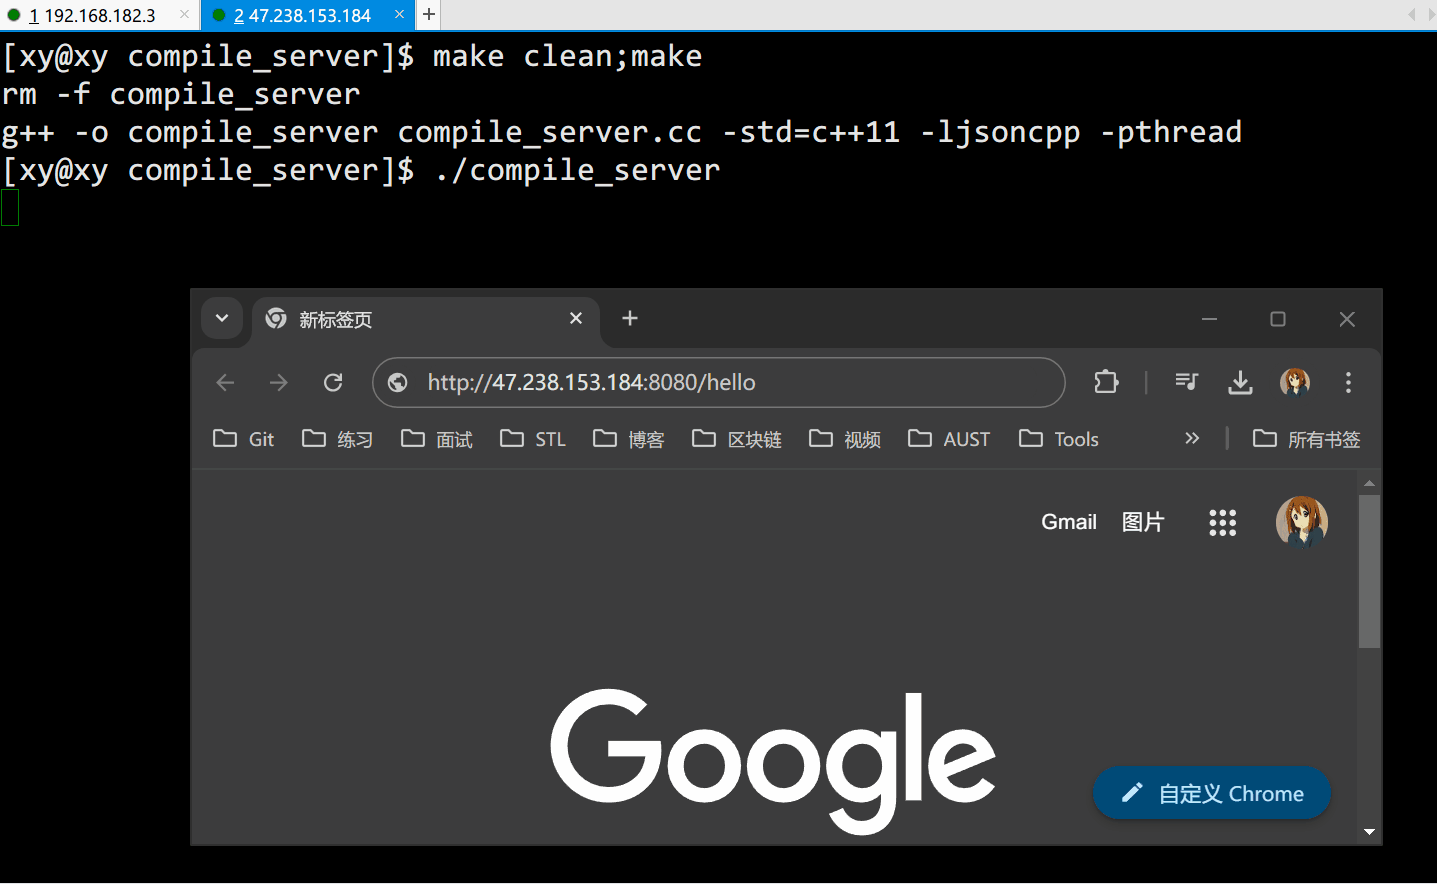 1 192.168.182.3 × 2 47.238.153.184 × +
[xy@xy compile_server]$ make clean;make
rm -f compile_server
g++ -o compile_server compile_server.cc -std=c++11 -ljsoncpp -pthread
[xy@xy compile_server]$ ./compile_server
新标签页
http://47.238.153.184:8080/hello
Git 练习 面试 STL 博客 区块链 视频 AUST Tools » 所有书签
Gmail 图片
Google
自定义 Chrome